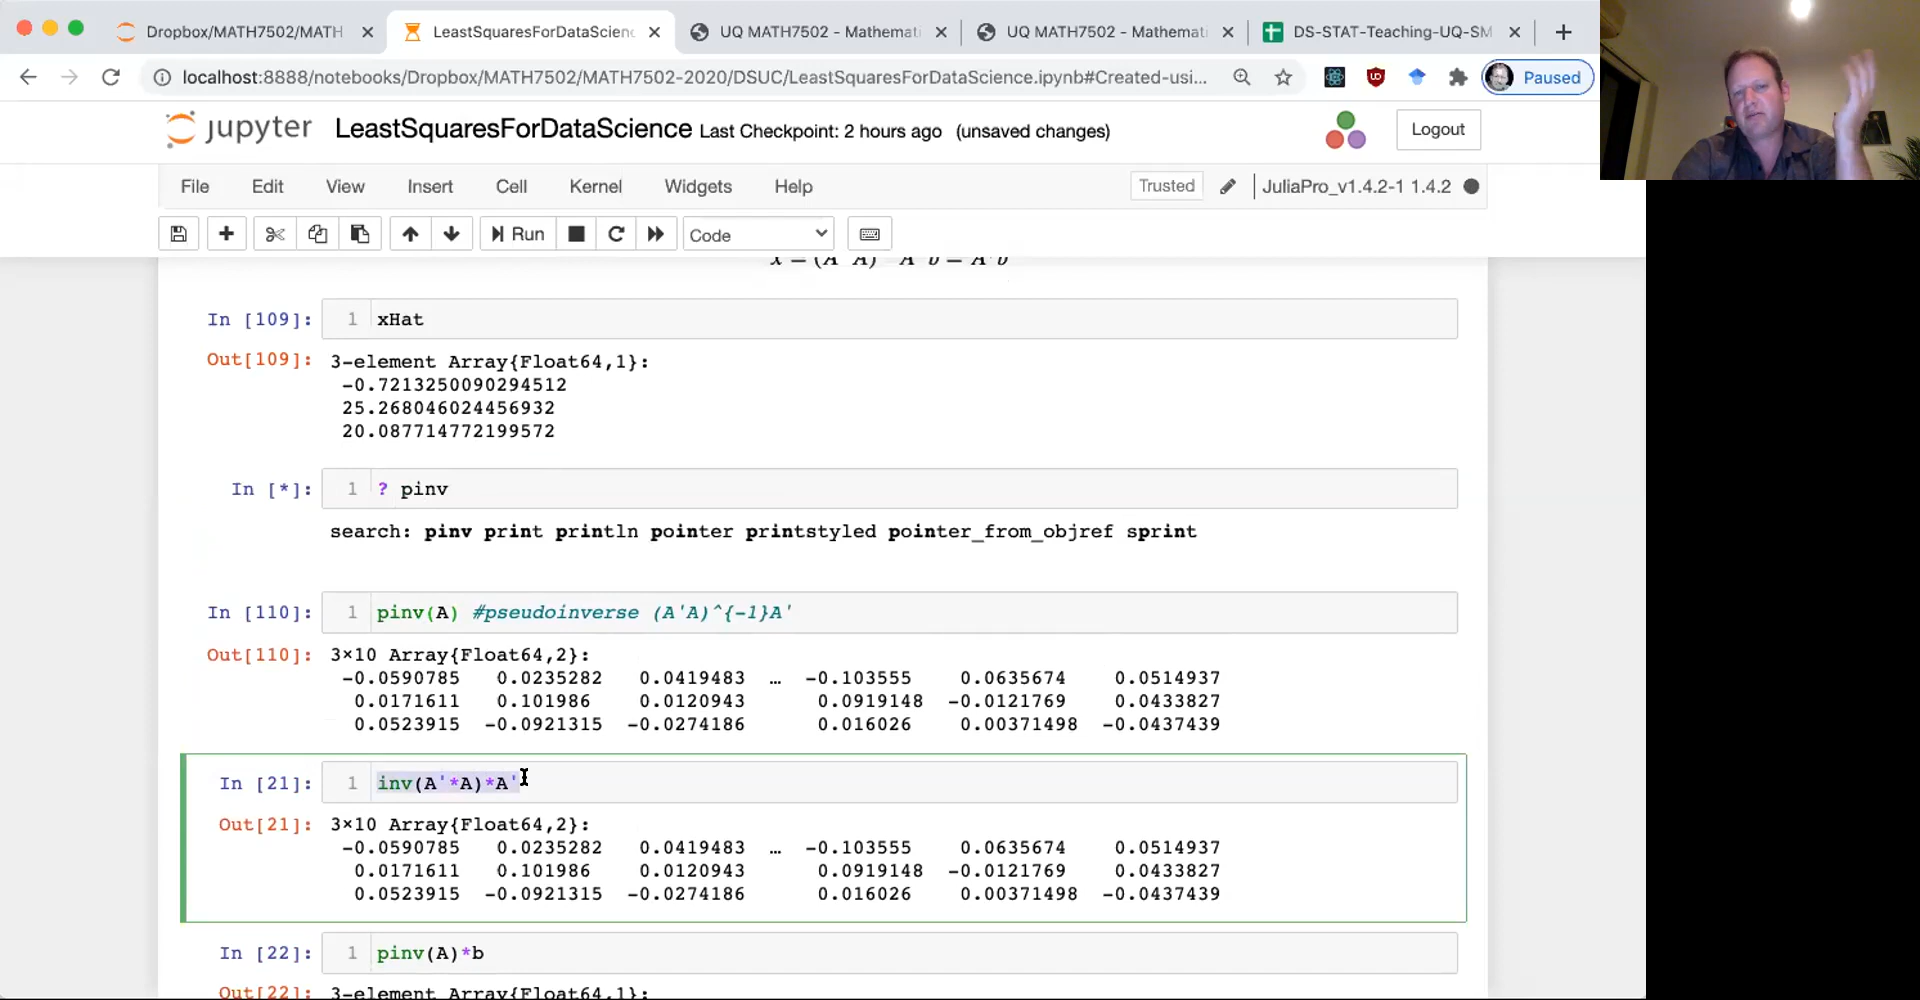 Dropbox/MATH7502/MATH
LeastSquaresForDataScienc
UQ MATH7502 - Mathemati
UQ MATH7502 - Mathemati
DS-STAT-Teaching-UQ-SM
localhost:8888/notebooks/Dropbox/MATH7502/MATH7502-2020/DSUC/LeastSquaresForDataScience.ipynb#Created-usi...
Paused
jupyter LeastSquaresForDataScience Last Checkpoint: 2 hours ago (unsaved changes)
Logout
File Edit View Insert Cell Kernel Widgets Help
Trusted
JuliaPro_v1.4.2-1 1.4.2
Run
Code
In [109]: 1 xHat
Out[109]: 3-element Array{Float64,1}:
-0.7213250090294512
25.268046024456932
20.087714772199572
In [*]: 1 ? pinv
search: pinv print println pointer printstyled pointer_from_objref sprint
In [110]: 1 pinv(A) #pseudoinverse (A'A)^{-1}A'
Out[110]: 3×10 Array{Float64,2}:
-0.0590785 0.0235282 0.0419483 … -0.103555 0.0635674 0.0514937
0.0171611 0.101986 0.0120943 0.0919148 -0.0121769 0.0433827
0.0523915 -0.0921315 -0.0274186 0.016026 0.00371498 -0.0437439
In [21]: 1 inv(A'*A)*A'
Out[21]: 3×10 Array{Float64,2}:
-0.0590785 0.0235282 0.0419483 … -0.103555 0.0635674 0.0514937
0.0171611 0.101986 0.0120943 0.0919148 -0.0121769 0.0433827
0.0523915 -0.0921315 -0.0274186 0.016026 0.00371498 -0.0437439
In [22]: 1 pinv(A)*b
Out[22]: 3-element Array{Float64,1}: